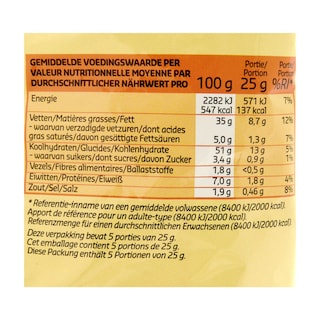 GEMIDDELDE VOEDINGSWAARDE PER
VALEUR NUTRITIONNELLE MOYENNE PAR
DURCHSCHNITTLICHER NÄHRWERT PRO
100 g
Portie/
Portion
25 g
Portie/
Portion
%RI*
Energie 2282 kJ 571 kJ 7%
547 kcal 137 kcal
Vetten/Matières grasses/Fett 35 g 8,7 g 12%
- waarvan verzadigde vetzuren/dont acides
gras saturés/davon gesättigte Fettsäuren 5,0 g 1,3 g 7%
Koolhydraten/Glucides/Kohlenhydrate 51 g 13 g 5%
- waarvan suikers/dont sucres/davon Zucker 3,4 g 0,9 g 1%
Vezels/Fibres alimentaires/Ballaststoffe 1,8 g <0,5 g
Eiwitten/Protéines/Eiweiß 7,0 g 1,8 g 4%
Zout/Sel/Salz 1,9 g 0,46 g 8%
* Referentie-inname van een gemiddelde volwassene (8400 kJ/2000 kcal).
Apport de référence pour un adulte-type (8400 kJ/2000 kcal).
Referenzmenge für einen durchschnittlichen Erwachsenen (8400 kJ/2000 kcal).
Deze verpakking bevat 5 porties van 25 g.
Cet emballage contient 5 portions de 25 g.
Diese Packung enthält 5 Portionen von 25 g.